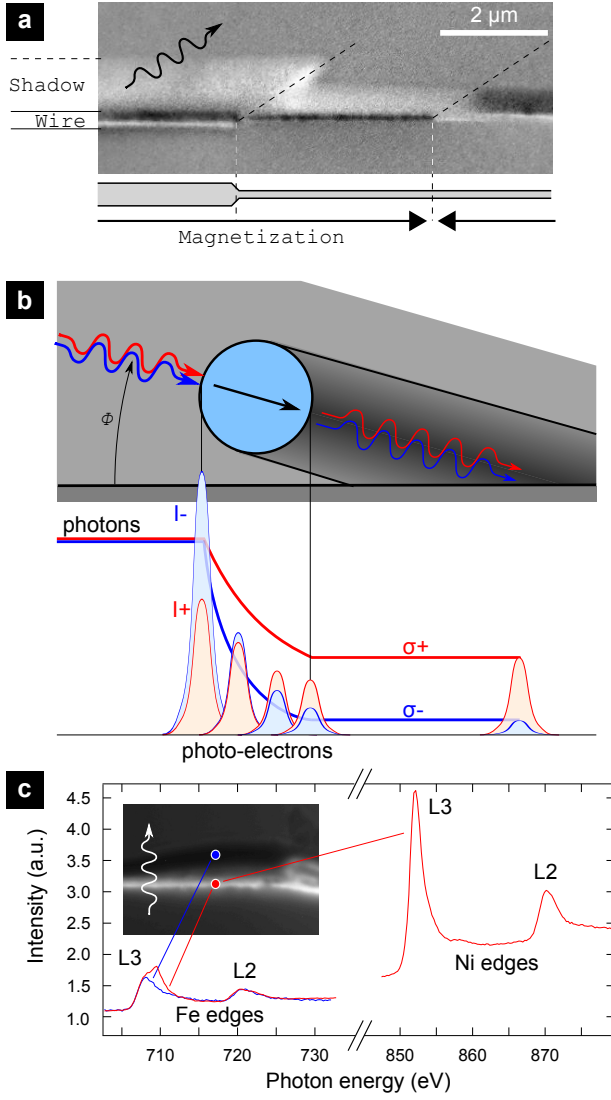 a
2 µm
Shadow
Wire
Magnetization
b
Φ
photons
I-
I+
σ+
σ-
photo-electrons
c
4.5
4.0
3.5
3.0
2.5
2.0
1.5
1.0
Intensity (a.u.)
L3
L2
L3
L2
Fe edges
Ni edges
710
720
730
850
860
870
Photon energy (eV)